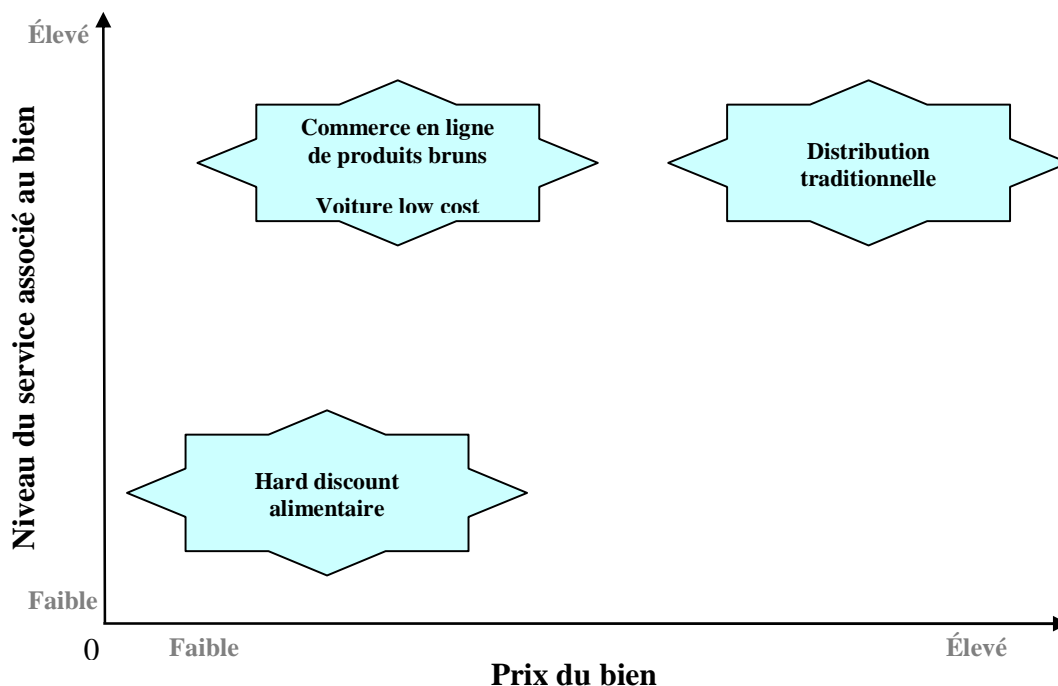 Élevé
Niveau du service associé au bien
Commerce en ligne
de produits bruns
Voiture low cost
Distribution
traditionnelle
Hard discount
alimentaire
Faible
0
Faible
Élevé
Prix du bien